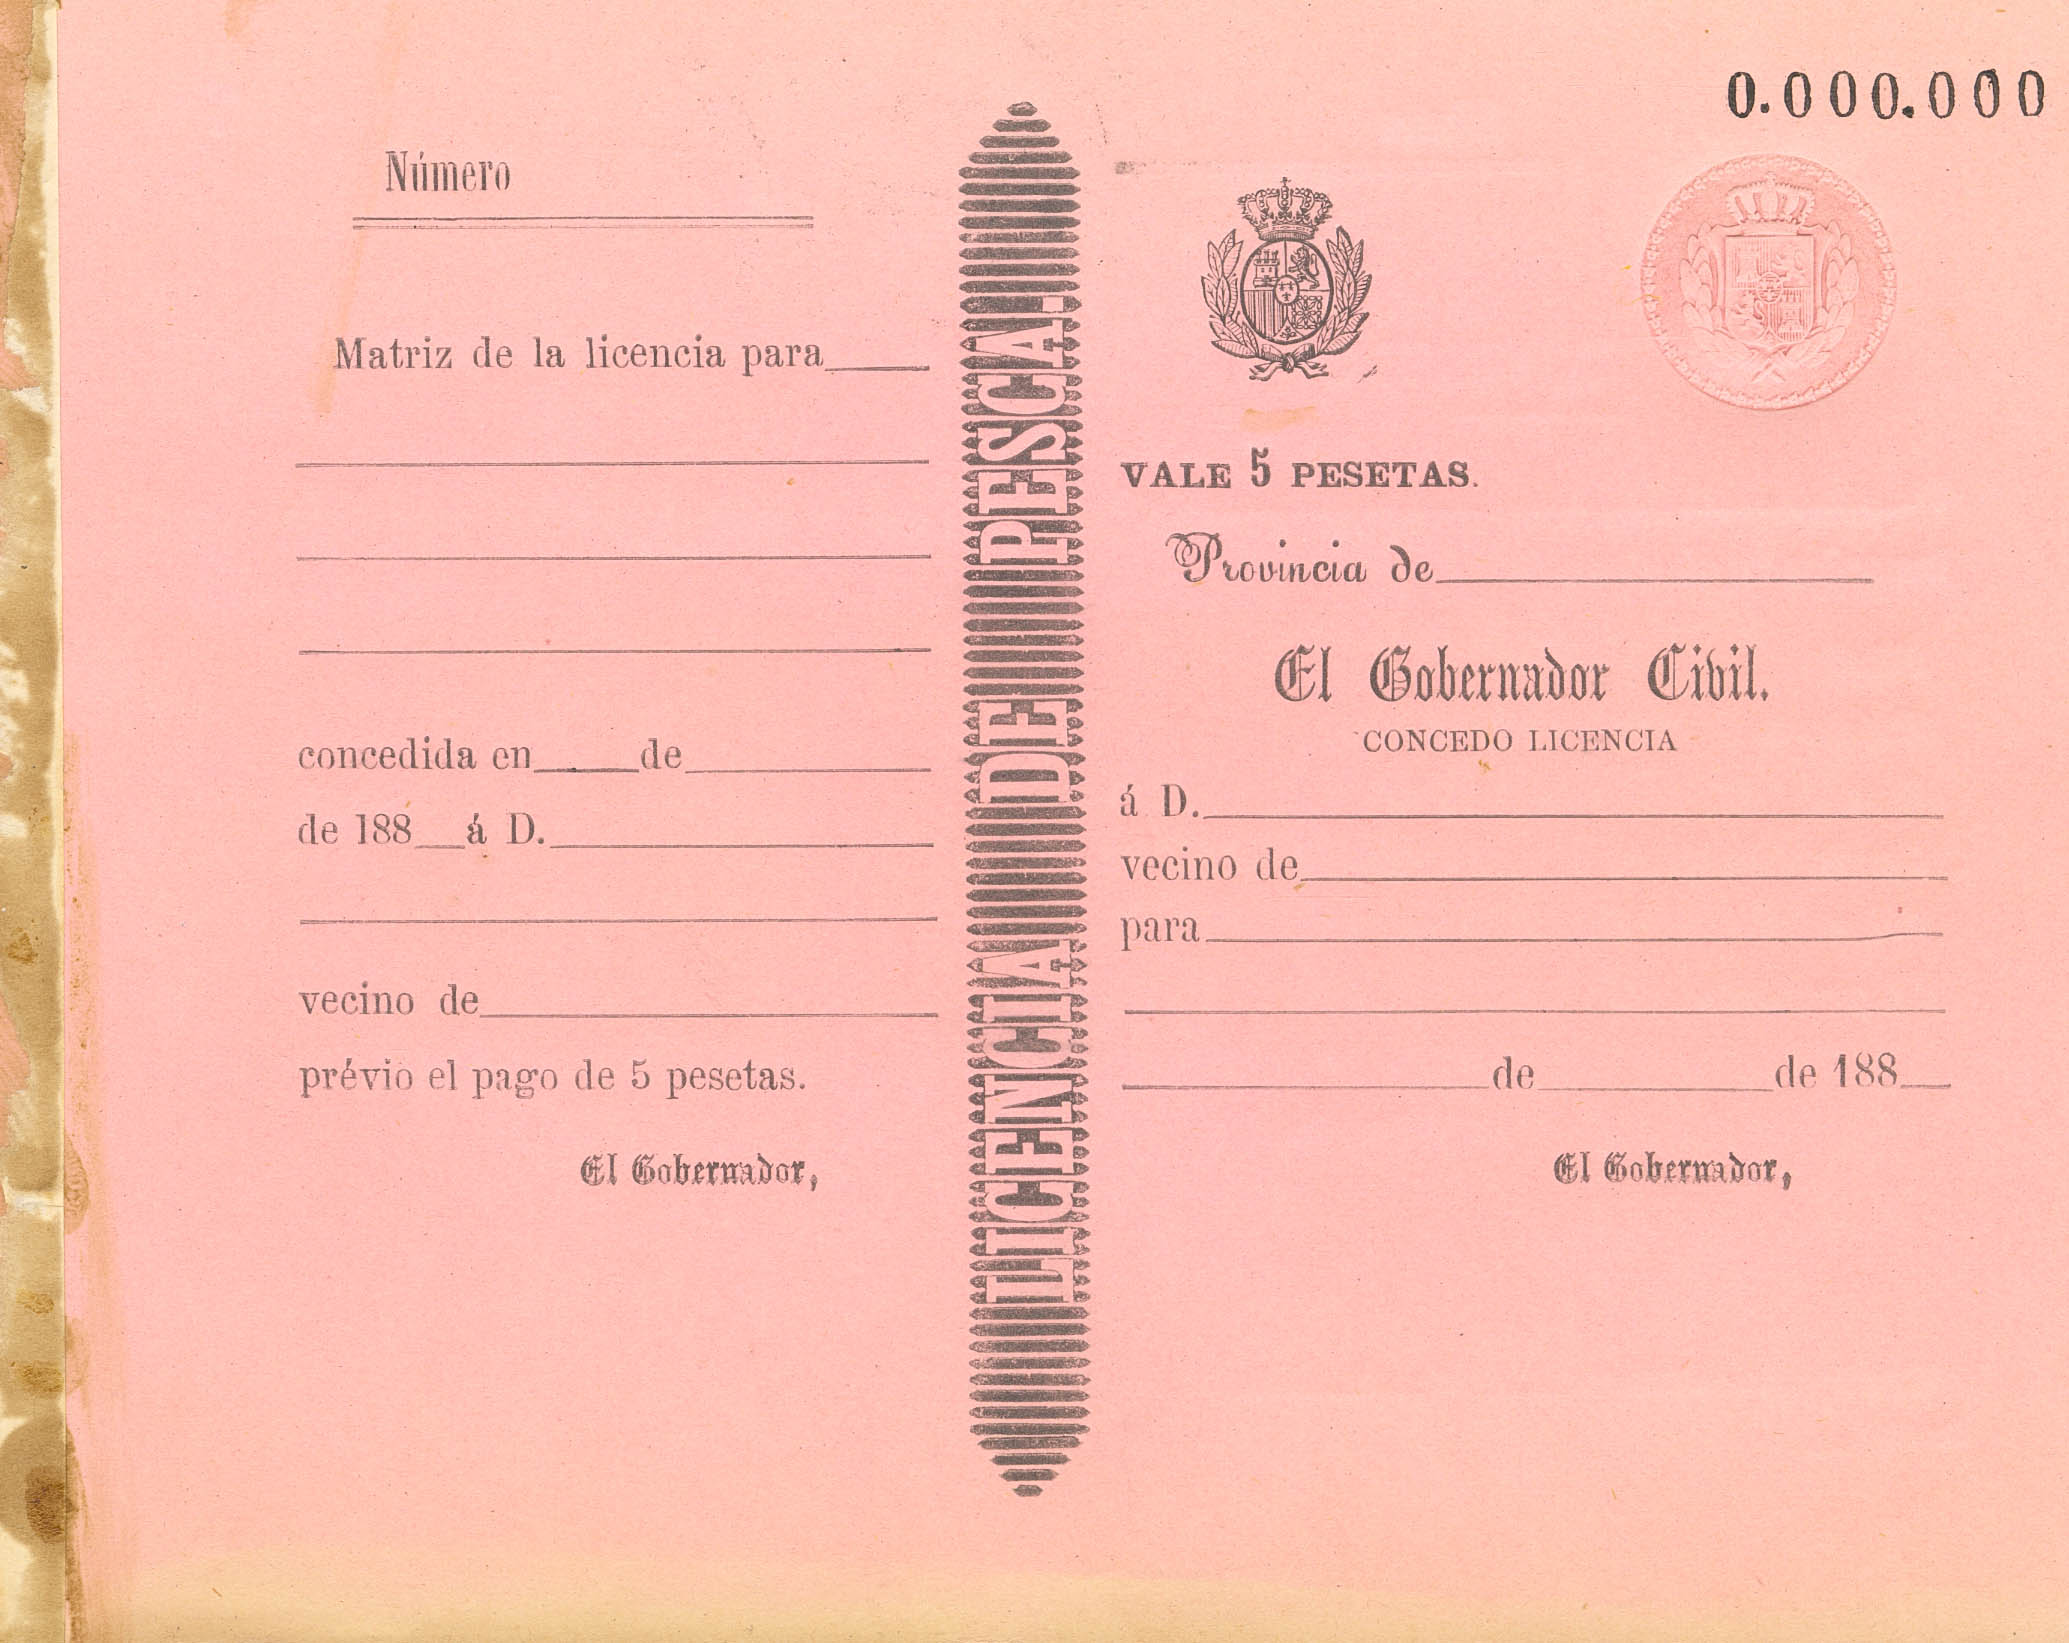 Número
Matriz de la licencia para
concedida en de
de 188 á D.
vecino de
prévio el pago de 5 pesetas.
El Gobernador,
LICENCIA DE PESCA.
0.000.000
VALE 5 PESETAS.
Provincia de
El Gobernador Civil.
CONCEDO LICENCIA
á D.
vecino de
para
de de 188
El Gobernador,